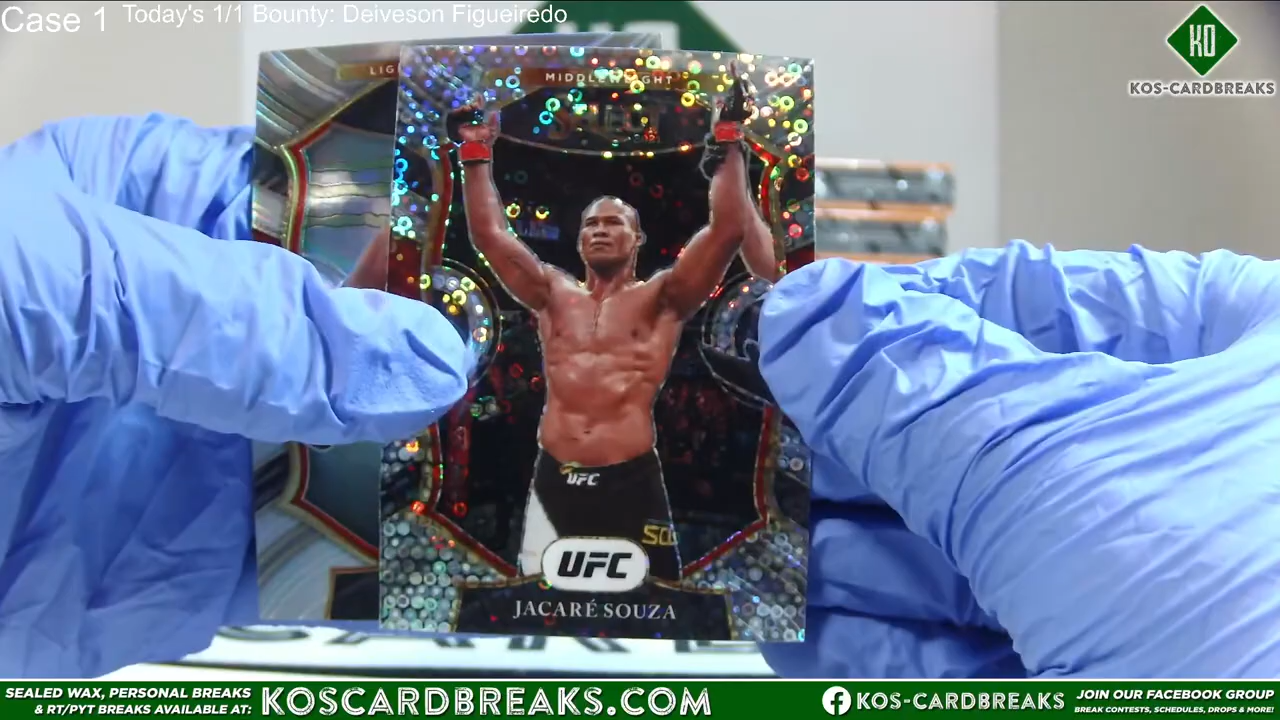 Case 1
Today's 1/1 Bounty: Deiveson Figueiredo
KO
KOS-CARDBREAKS
LIG
MIDDLEWEIGHT
SELECT
UFC
UFC
JACARÉ SOUZA
SEALED WAX, PERSONAL BREAKS
& RT/PYT BREAKS AVAILABLE AT:
KOSCARDBREAKS.COM
KOS-CARDBREAKS
JOIN OUR FACEBOOK GROUP
BREAK CONTESTS, SCHEDULES, DROPS & MORE!